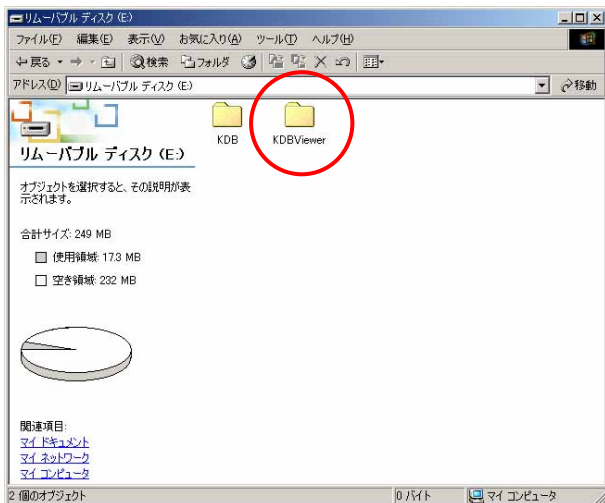 リムーバブル ディスク (E:)
ファイル(F) 編集(E) 表示(V) お気に入り(A) ツール(T) ヘルプ(H)
戻る 検索 フォルダ
アドレス(D) リムーバブル ディスク (E:) 移動
KDB KDBViewer
リムーバブル ディスク (E:)
オブジェクトを選択すると、その説明が表
示されます。
合計サイズ: 249 MB
使用領域: 17.3 MB
空き領域: 232 MB
関連項目:
マイ ドキュメント
マイ ネットワーク
マイ コンピュータ
2 個のオブジェクト 0 バイト マイ コンピュータ